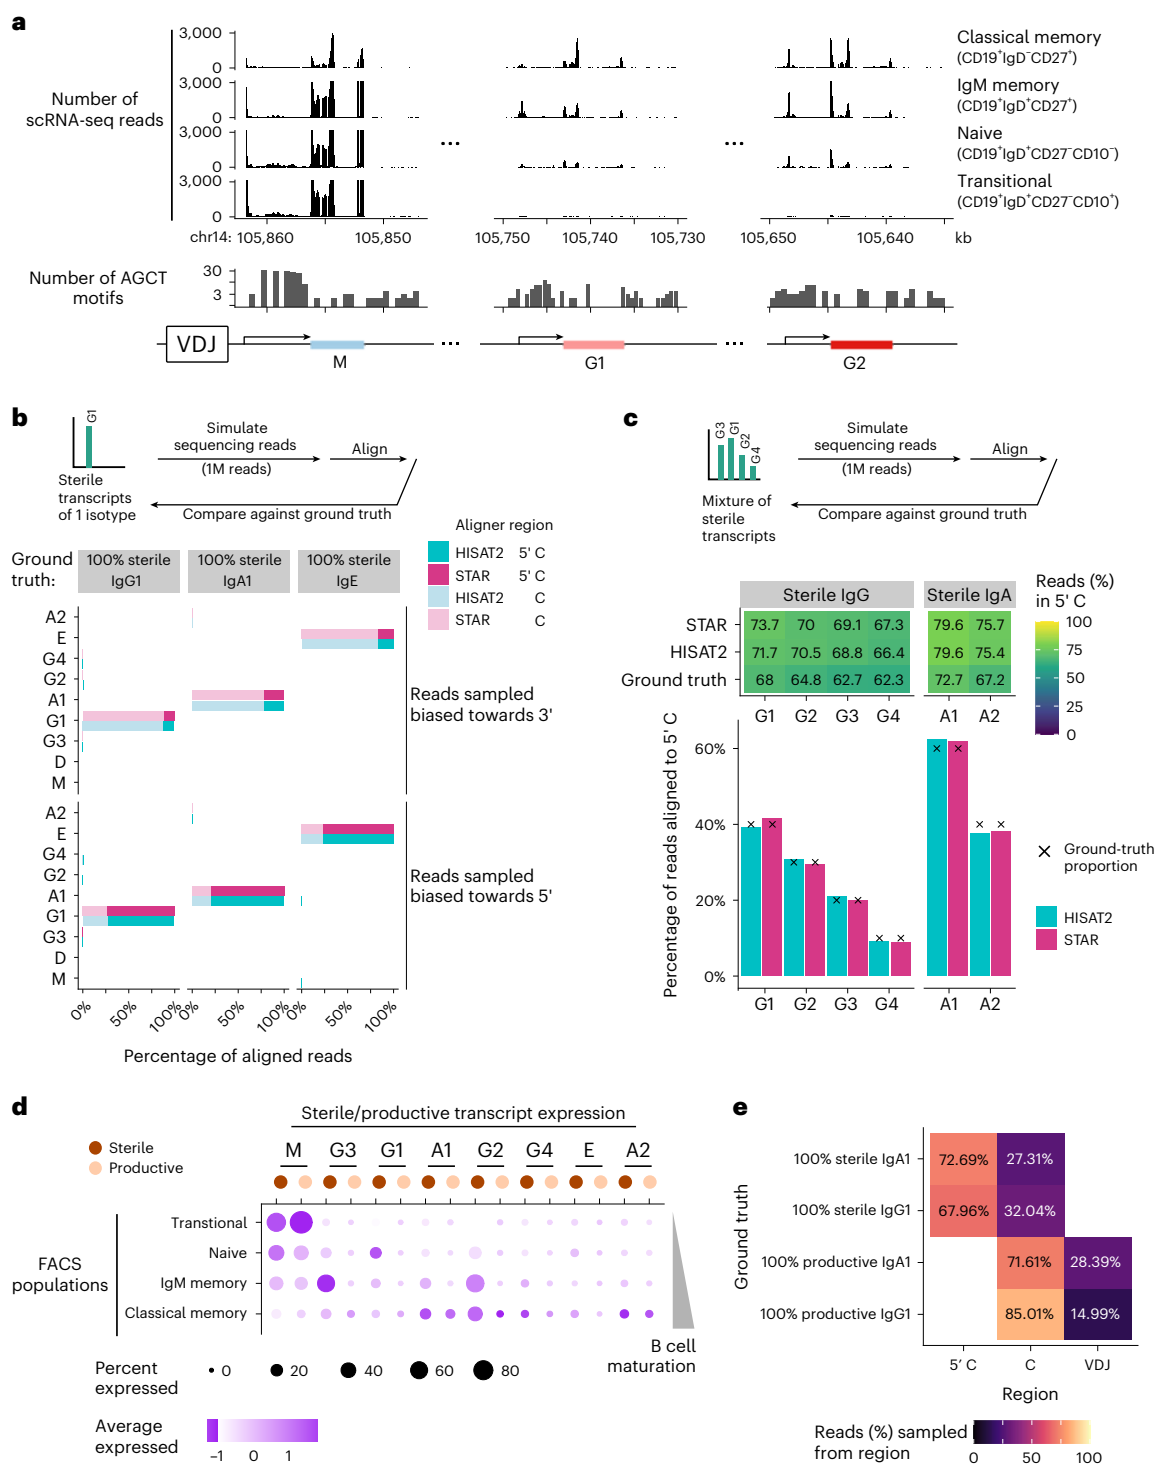 a
Number of
scRNA-seq reads
3,000
0
3,000
0
3,000
0
3,000
0
Classical memory
(CD19+IgD−CD27+)
IgM memory
(CD19+IgD+CD27+)
Naive
(CD19+IgD+CD27−CD10−)
Transitional
(CD19+IgD+CD27−CD10+)
...
...
chr14: 105,860 105,850 105,750 105,740 105,730 105,650 105,640 kb
Number of AGCT
motifs
30
3
VDJ
...
...
M G1 G2
b
G1
Sterile
transcripts
of 1 isotype
Simulate
sequencing reads
(1M reads)
Align
Compare against ground truth
Aligner region
HISAT2 5' C
STAR 5' C
HISAT2 C
STAR C
Ground
truth:
100% sterile
IgG1
100% sterile
IgA1
100% sterile
IgE
A2
E
G4
G2
A1
G1
G3
D
M
Reads sampled
biased towards 3'
A2
E
G4
G2
A1
G1
G3
D
M
Reads sampled
biased towards 5'
0% 50% 100% 0% 50% 100% 0% 50% 100%
Percentage of aligned reads
c
G3
G1
G2
G4
Mixture of
sterile
transcripts
Simulate
sequencing reads
(1M reads)
Align
Compare against ground truth
Sterile IgG Sterile IgA
STAR 73.7 70 69.1 67.3 79.6 75.7
HISAT2 71.7 70.5 68.8 66.4 79.6 75.4
Ground truth 68 64.8 62.7 62.3 72.7 67.2
G1 G2 G3 G4 A1 A2
Reads (%)
in 5' C
100
75
50
25
0
Percentage of reads aligned to 5' C
60%
40%
20%
0%
G1 G2 G3 G4 A1 A2
× Ground-truth
proportion
HISAT2
STAR
d
Sterile/productive transcript expression
Sterile
Productive
M G3 G1 A1 G2 G4 E A2
FACS
populations
Transtional
Naive
IgM memory
Classical memory
B cell
maturation
Percent
expressed
0 20 40 60 80
Average
expressed
−1 0 1
e
Ground truth
100% sterile IgA1 72.69% 27.31%
100% sterile IgG1 67.96% 32.04%
100% productive IgA1 71.61% 28.39%
100% productive IgG1 85.01% 14.99%
5′ C C VDJ
Region
Reads (%) sampled
from region
0 50 100